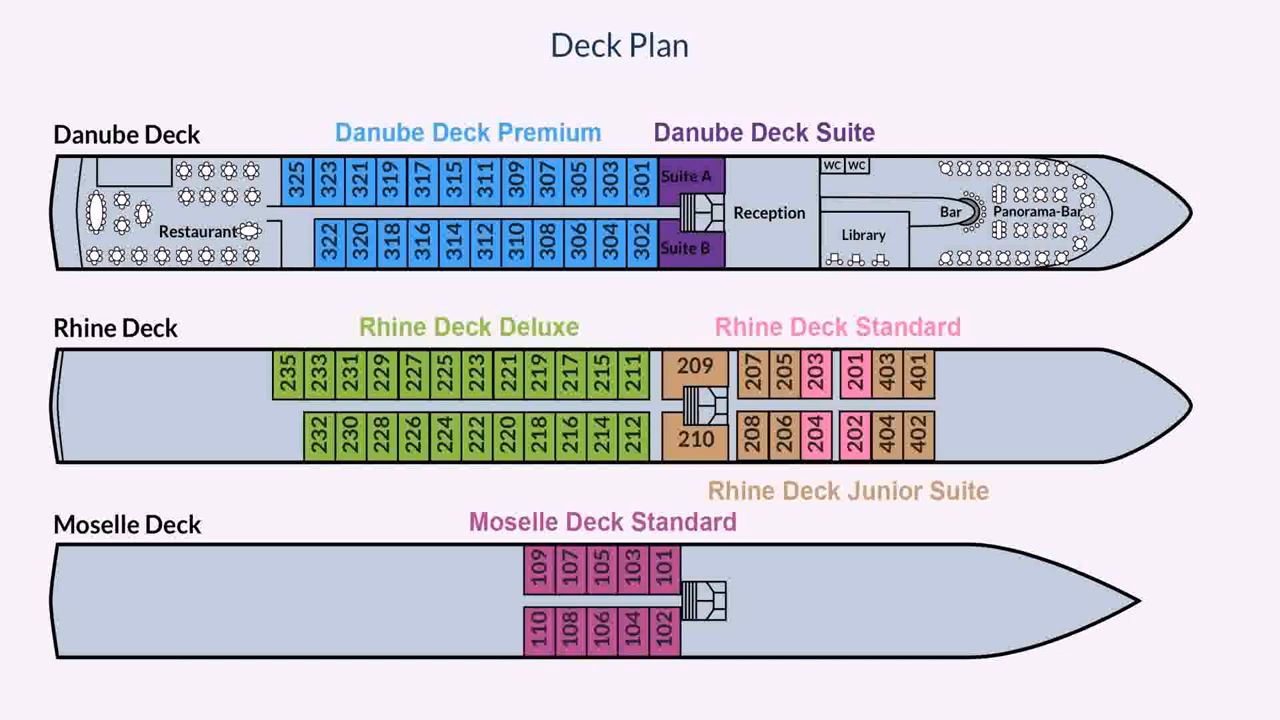 Deck Plan
Danube Deck
Danube Deck Premium
Danube Deck Suite
325 323 321 319 317 315 311 309 307 305 303 301
Suite A
WC WC
Restaurant
Reception
Bar
Panorama-Bar
Library
322 320 318 316 314 312 310 308 306 304 302
Suite B
Rhine Deck
Rhine Deck Deluxe
Rhine Deck Standard
235 233 231 229 227 225 223 221 219 217 215 211
209
207 205 203 201 403 401
232 230 228 226 224 222 220 218 216 214 212
210
208 206 204 202 404 402
Rhine Deck Junior Suite
Moselle Deck
Moselle Deck Standard
109 107 105 103 101
110 108 106 104 102